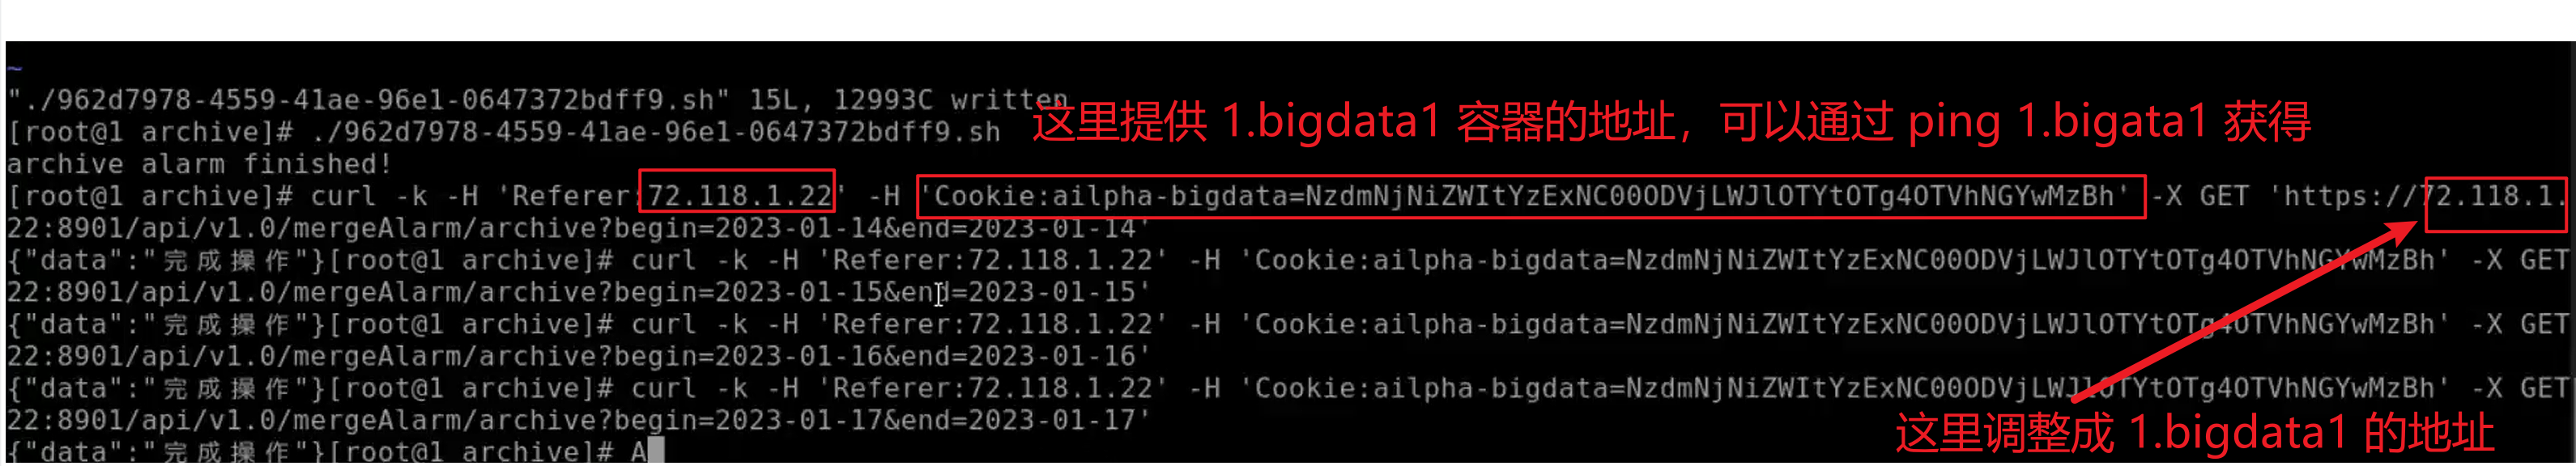 ~
"./962d7978-4559-41ae-96e1-0647372bdff9.sh" 15L, 12993C written
[root@1 archive]# ./962d7978-4559-41ae-96e1-0647372bdff9.sh
这里提供 1.bigdata1 容器的地址，可以通过 ping 1.bigata1 获得
archive alarm finished!
[root@1 archive]# curl -k -H 'Referer:72.118.1.22' -H 'Cookie:ailpha-bigdata=NzdmNjNiZWItYzExNC00ODVjLWJlOTYtOTg4OTVhNGYwMzBh' -X GET 'https://72.118.1.
22:8901/api/v1.0/mergeAlarm/archive?begin=2023-01-14&end=2023-01-14'
{"data":"完成操作"}[root@1 archive]# curl -k -H 'Referer:72.118.1.22' -H 'Cookie:ailpha-bigdata=NzdmNjNiZWItYzExNC00ODVjLWJlOTYtOTg4OTVhNGYwMzBh' -X GET
22:8901/api/v1.0/mergeAlarm/archive?begin=2023-01-15&end=2023-01-15'
{"data":"完成操作"}[root@1 archive]# curl -k -H 'Referer:72.118.1.22' -H 'Cookie:ailpha-bigdata=NzdmNjNiZWItYzExNC00ODVjLWJlOTYtOTg4OTVhNGYwMzBh' -X GET
22:8901/api/v1.0/mergeAlarm/archive?begin=2023-01-16&end=2023-01-16'
{"data":"完成操作"}[root@1 archive]# curl -k -H 'Referer:72.118.1.22' -H 'Cookie:ailpha-bigdata=NzdmNjNiZWItYzExNC00ODVjLWJlOTYtOTg4OTVhNGYwMzBh' -X GET
22:8901/api/v1.0/mergeAlarm/archive?begin=2023-01-17&end=2023-01-17'
这里调整成 1.bigdata1 的地址
{"data":"完成操作"}[root@1 archive]# A